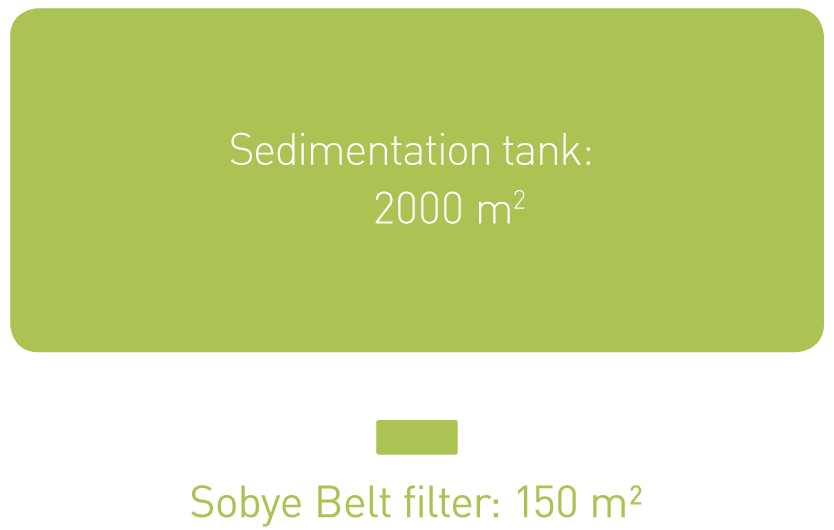 Sedimentation tank:
2000 m²
Sobye Belt filter: 150 m²